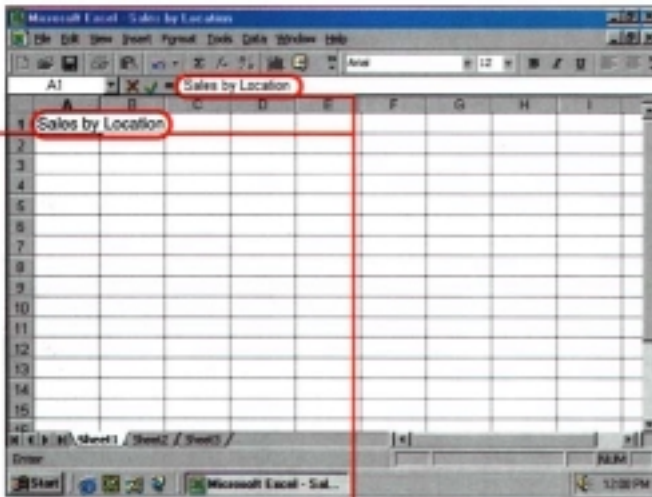 Microsoft Excel - Sales by Location
File Edit View Insert Format Tools Data Window Help
Arial 12 B I U
A1 = Sales by Location
A B C D E F G H I
1 Sales by Location
2
3
4
5
6
7
8
9
10
11
12
13
14
15
16
Sheet1 Sheet2 Sheet3
Enter NUM
Start Microsoft Excel - Sal... 12:00 PM